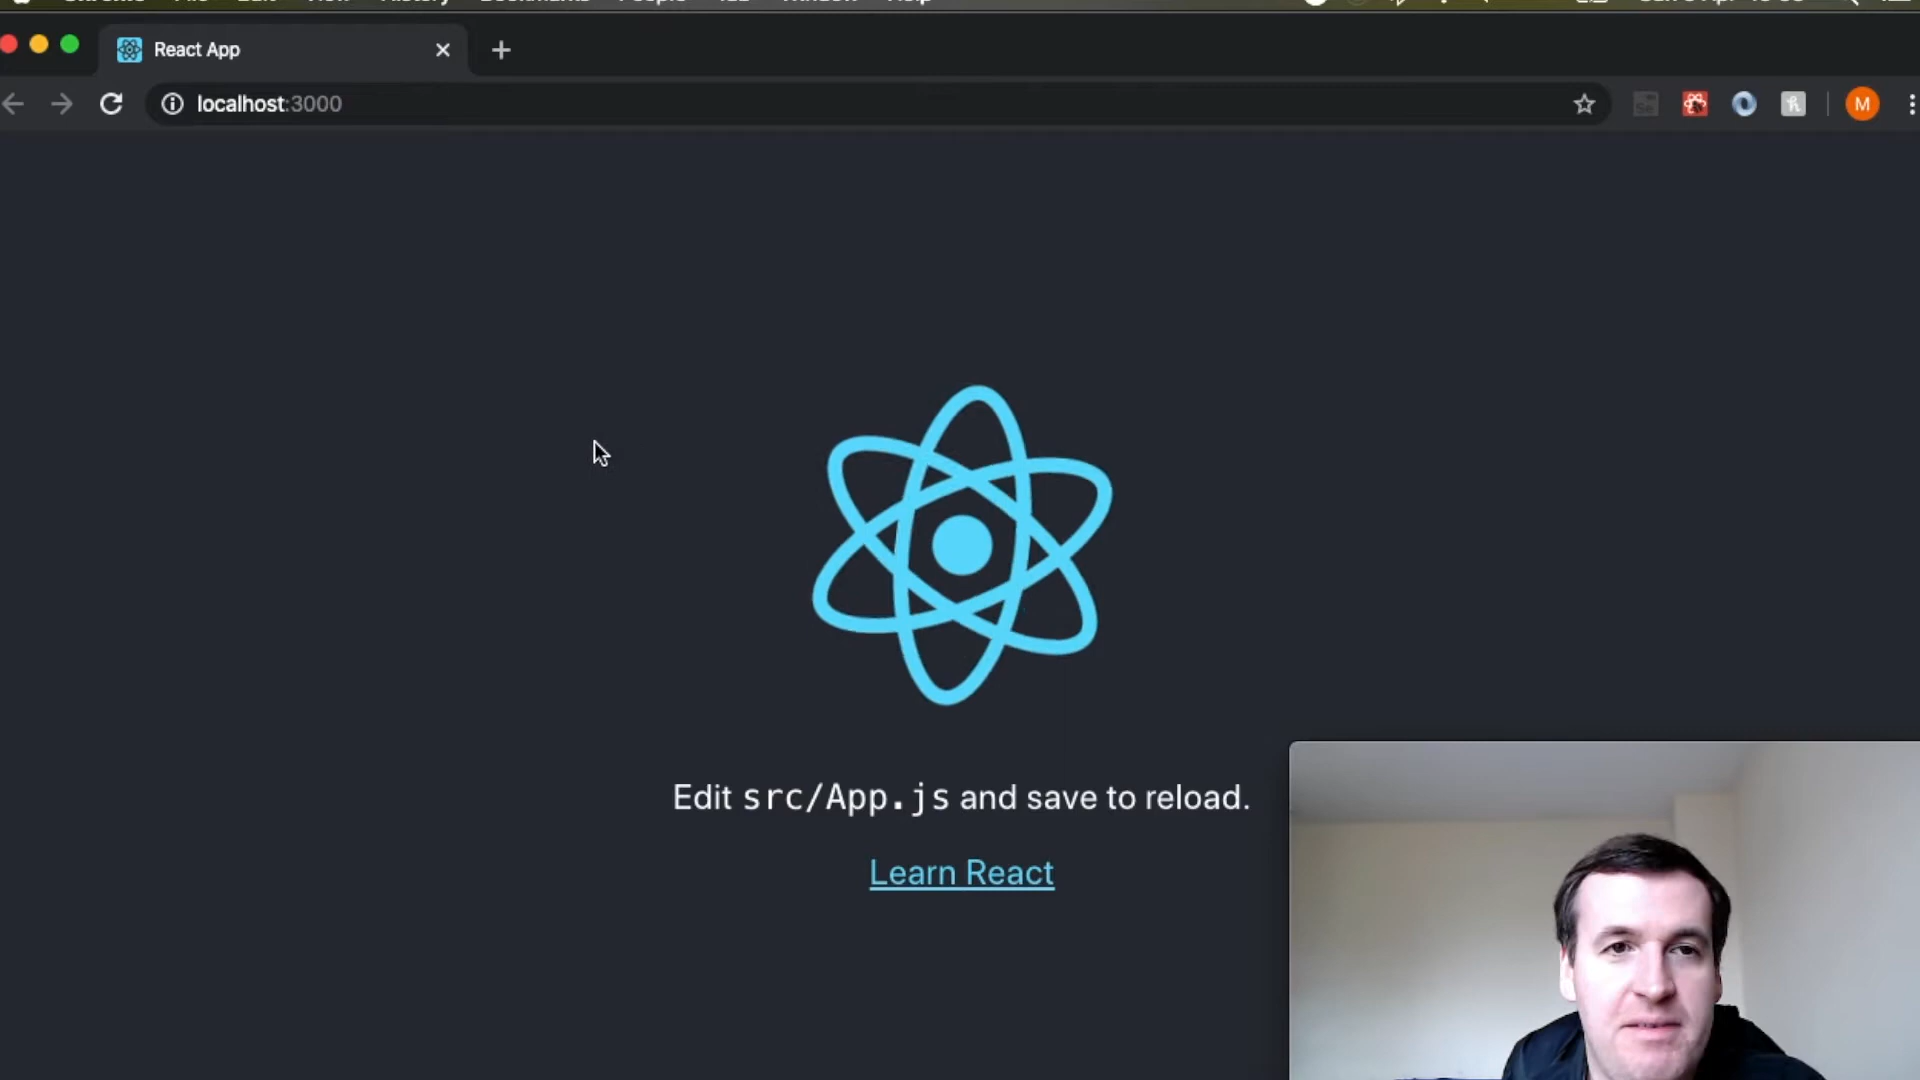 React App
localhost:3000
M
Edit src/App.js and save to reload.
Learn React